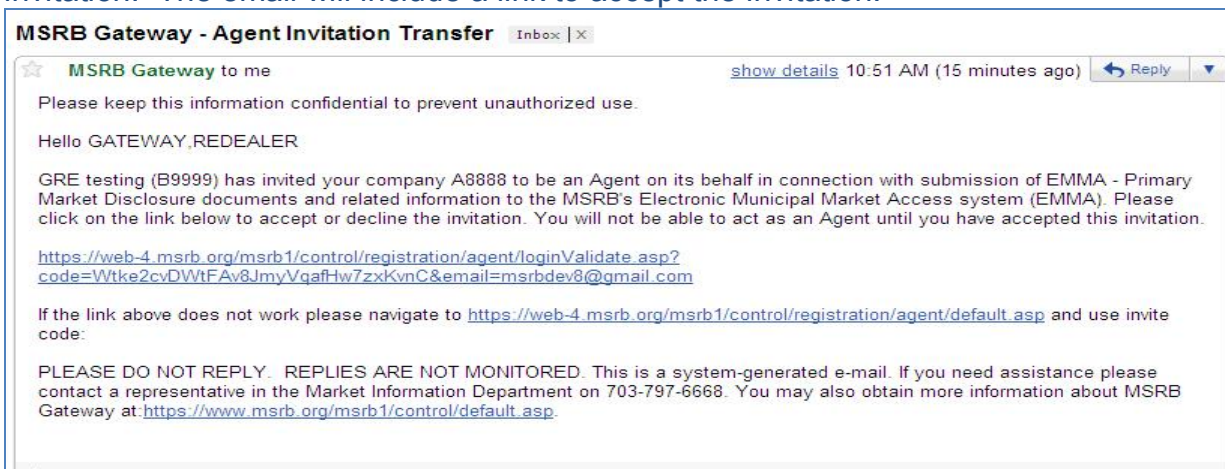 invitation. The email will include a link to accept the invitation.
MSRB Gateway - Agent Invitation Transfer Inbox | X
MSRB Gateway to me show details 10:51 AM (15 minutes ago) Reply
Please keep this information confidential to prevent unauthorized use.
Hello GATEWAY,REDEALER
GRE testing (B9999) has invited your company A8888 to be an Agent on its behalf in connection with submission of EMMA - Primary
Market Disclosure documents and related information to the MSRB's Electronic Municipal Market Access system (EMMA). Please
click on the link below to accept or decline the invitation. You will not be able to act as an Agent until you have accepted this invitation.
https://web-4.msrb.org/msrb1/control/registration/agent/loginValidate.asp?
code=Wtke2cvDWtFAv8JmyVqafHw7zxKvnC&email=msrbdev8@gmail.com
If the link above does not work please navigate to https://web-4.msrb.org/msrb1/control/registration/agent/default.asp and use invite
code:
PLEASE DO NOT REPLY. REPLIES ARE NOT MONITORED. This is a system-generated e-mail. If you need assistance please
contact a representative in the Market Information Department on 703-797-6668. You may also obtain more information about MSRB
Gateway at:https://www.msrb.org/msrb1/control/default.asp.